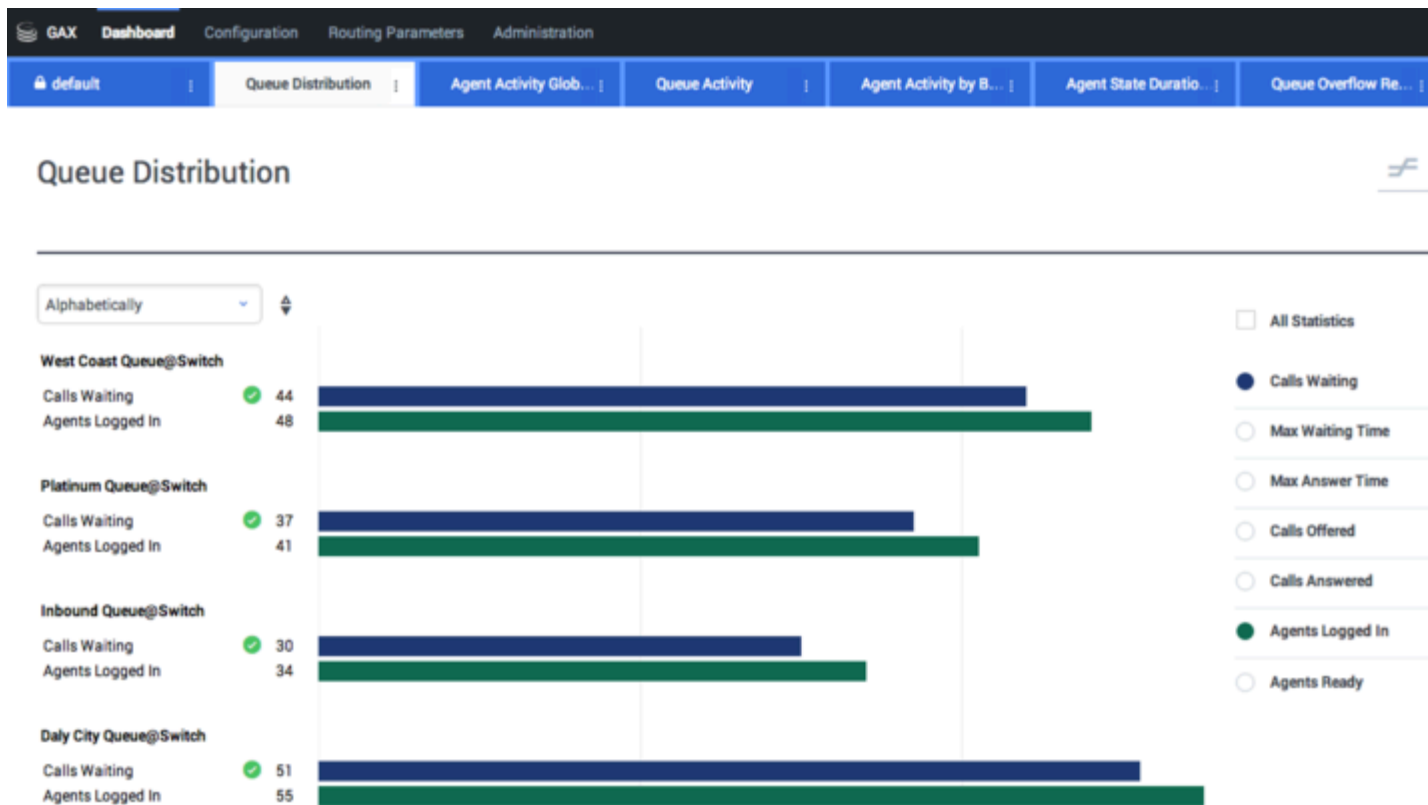 GAX Dashboard Configuration Routing Parameters Administration
default Queue Distribution Agent Activity Glob... Queue Activity Agent Activity by B... Agent State Duratio... Queue Overflow Re...
Queue Distribution
Alphabetically
West Coast Queue@Switch
Calls Waiting 44
Agents Logged In 48
Platinum Queue@Switch
Calls Waiting 37
Agents Logged In 41
Inbound Queue@Switch
Calls Waiting 30
Agents Logged In 34
Daly City Queue@Switch
Calls Waiting 51
Agents Logged In 55
All Statistics
Calls Waiting
Max Waiting Time
Max Answer Time
Calls Offered
Calls Answered
Agents Logged In
Agents Ready